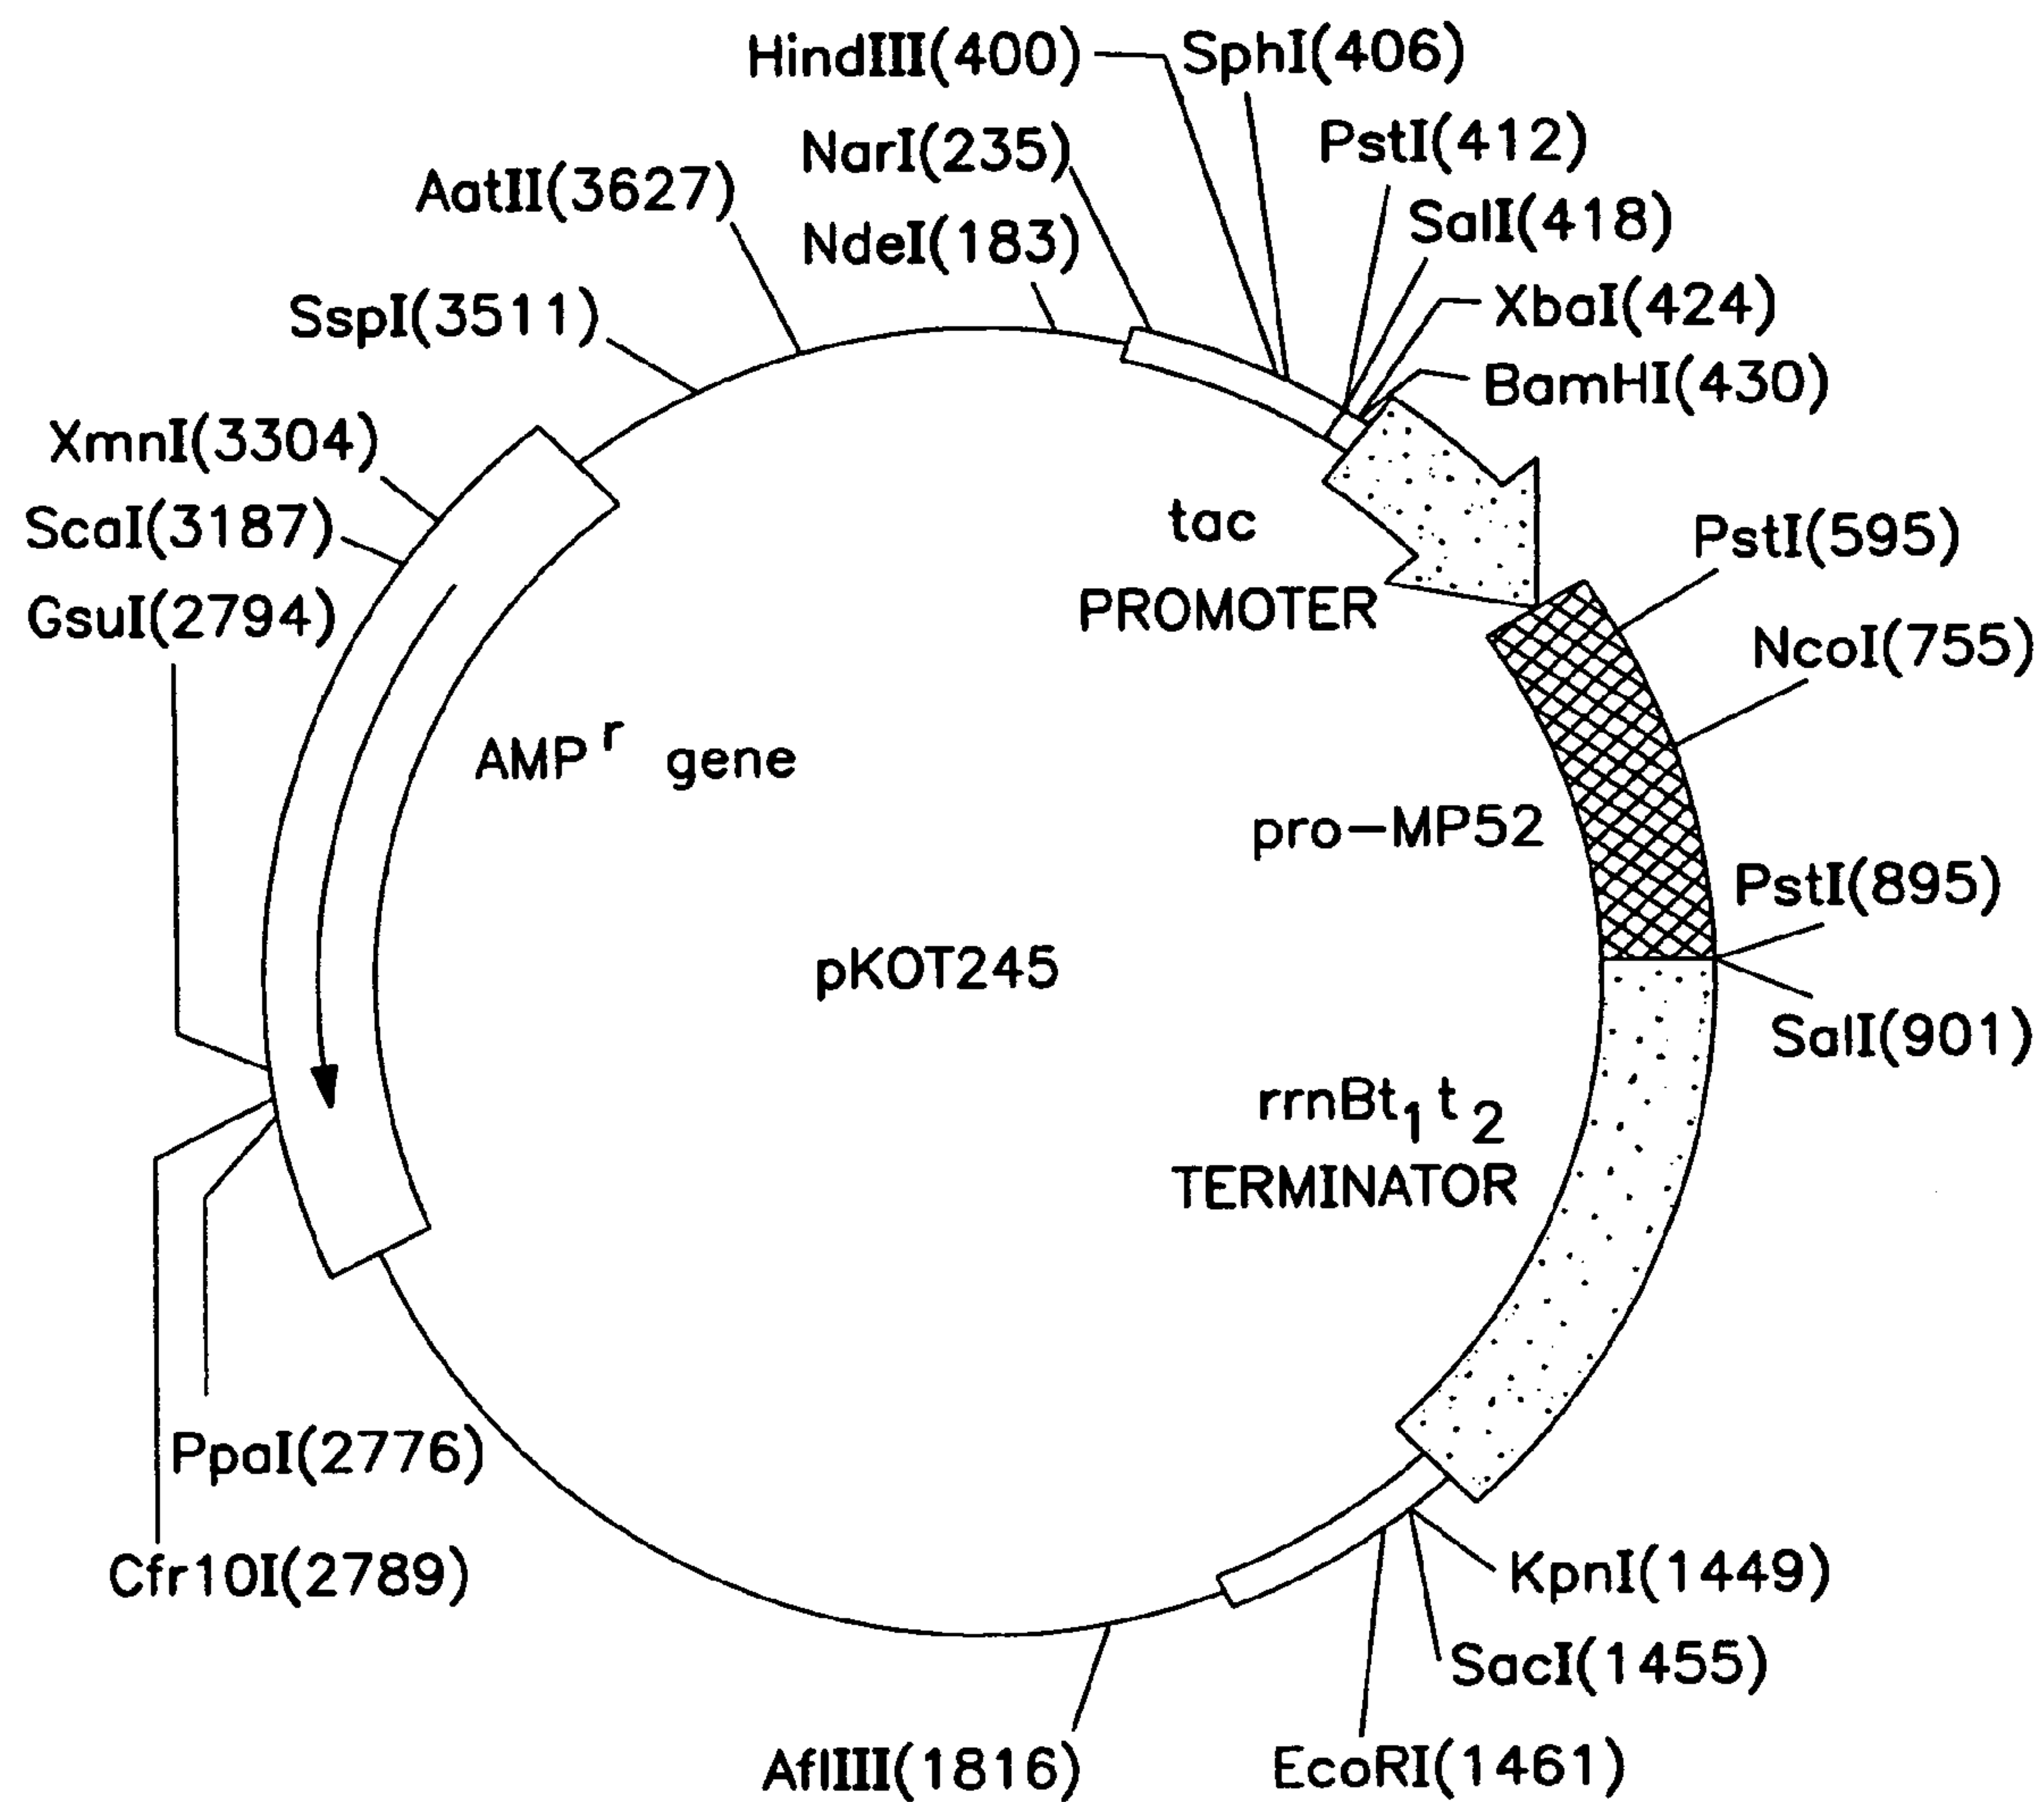 HindIII(400)
SphI(406)
NarI(235)
PstI(412)
AatII(3627)
SalI(418)
NdeI(183)
XbaI(424)
SspI(3511)
BamHI(430)
XmnI(3304)
ScaI(3187)
tac
PROMOTER
PstI(595)
GsuI(2794)
NcoI(755)
AMP r gene
pro-MP52
PstI(895)
pKOT245
SalI(901)
rrnBt1t2
TERMINATOR
PpaI(2776)
Cfr10I(2789)
KpnI(1449)
SacI(1455)
AflIII(1816)
EcoRI(1461)